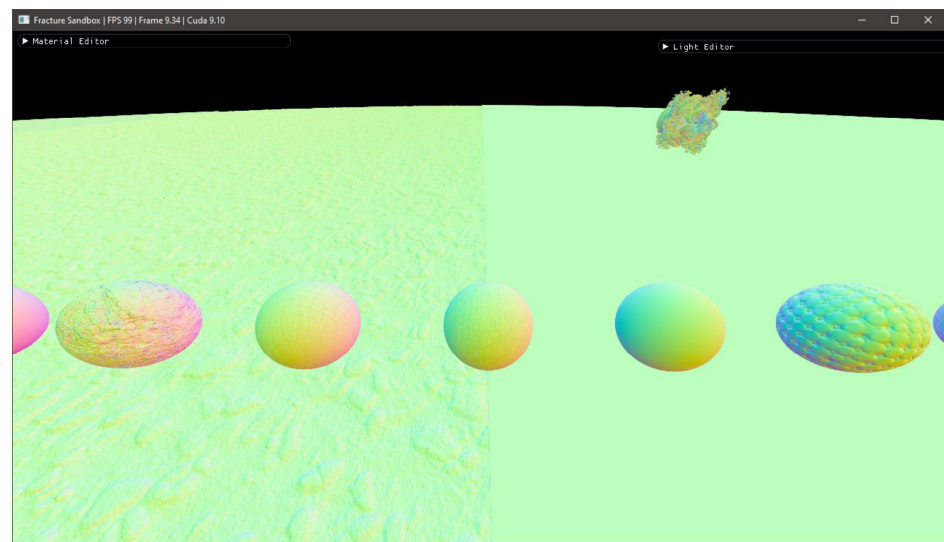 Fracture Sandbox | FPS 99 | Frame 9.34 | Cuda 9.10
Material Editor
Light Editor